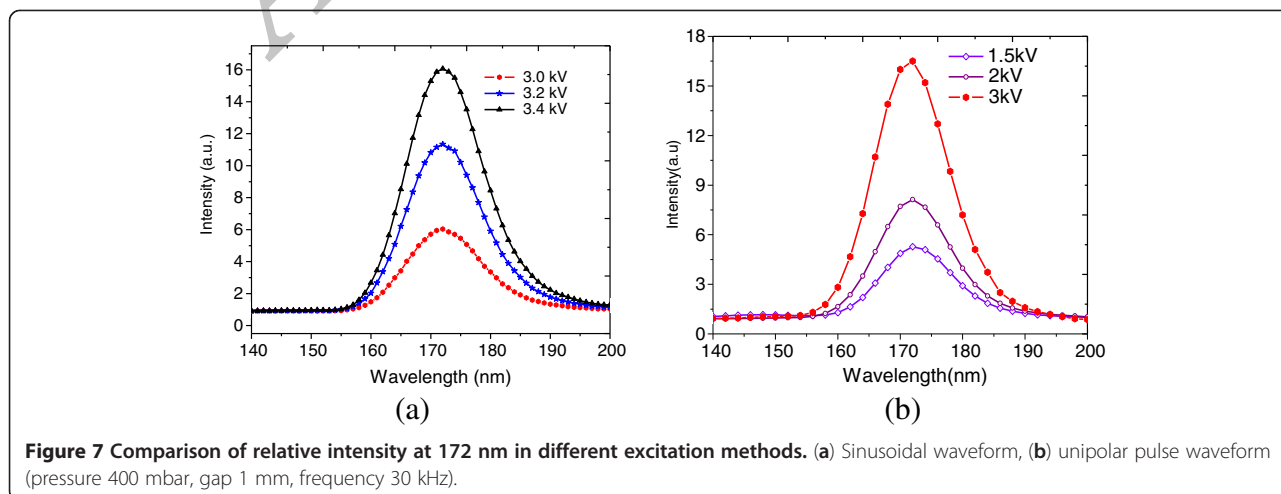 16
14
12
10
8
6
4
2
0
Intensity (a.u.)
3.0 kV
3.2 kV
3.4 kV
140 150 160 170 180 190 200
Wavelength (nm)
(a)
18
15
12
9
6
3
0
Intensity(a.u)
1.5kV
2kV
3kV
140 150 160 170 180 190 200
Wavelength(nm)
(b)
Figure 7 Comparison of relative intensity at 172 nm in different excitation methods. (a) Sinusoidal waveform, (b) unipolar pulse waveform
(pressure 400 mbar, gap 1 mm, frequency 30 kHz).